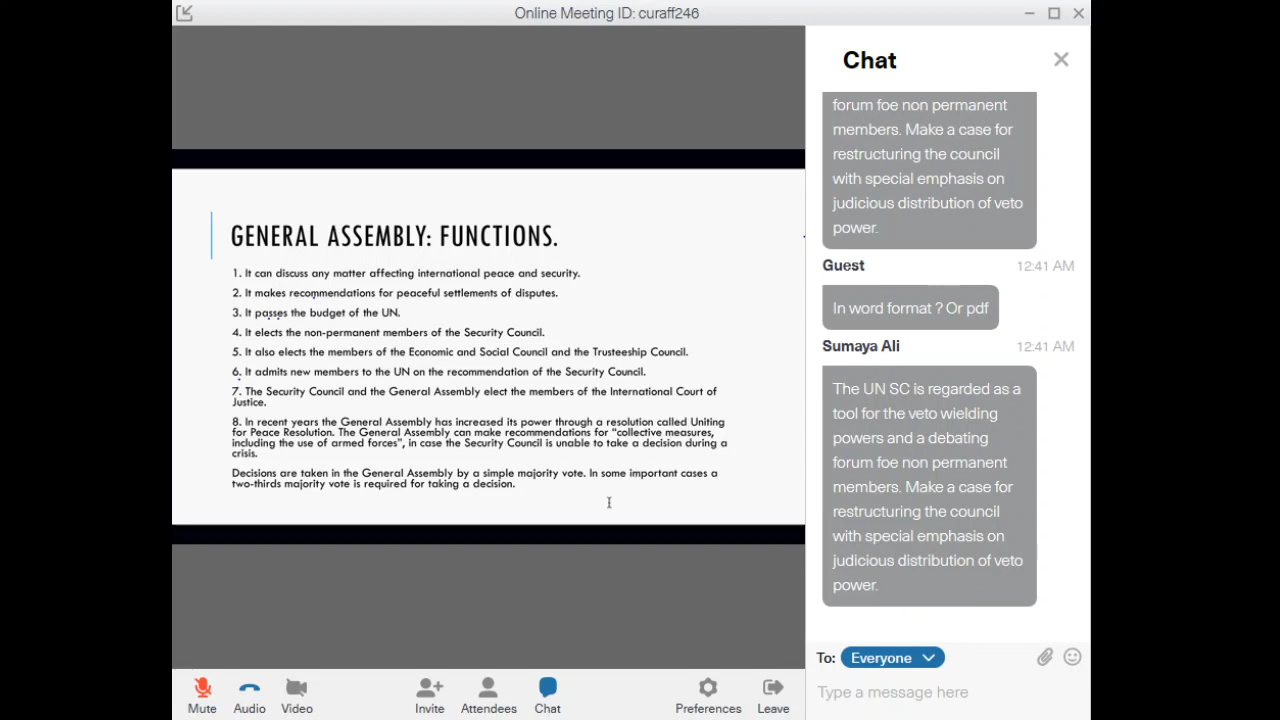 Online Meeting ID: curaff246
GENERAL ASSEMBLY: FUNCTIONS.
1. It can discuss any matter affecting international peace and security.
2. It makes recommendations for peaceful settlements of disputes.
3. It passes the budget of the UN.
4. It elects the non-permanent members of the Security Council.
5. It also elects the members of the Economic and Social Council and the Trusteeship Council.
6. It admits new members to the UN on the recommendation of the Security Council.
7. The Security Council and the General Assembly elect the members of the International Court of
Justice.
8. In recent years the General Assembly has increased its power through a resolution called Uniting
for Peace Resolution. The General Assembly can make recommendations for “collective measures,
including the use of armed forces”, in case the Security Council is unable to take a decision during a
crisis.
Decisions are taken in the General Assembly by a simple majority vote. In some important cases a
two-thirds majority vote is required for taking a decision.
Chat
forum foe non permanent
members. Make a case for
restructuring the council
with special emphasis on
judicious distribution of veto
power.
Guest 12:41 AM
In word format ? Or pdf
Sumaya Ali 12:41 AM
The UN SC is regarded as a
tool for the veto wielding
powers and a debating
forum foe non permanent
members. Make a case for
restructuring the council
with special emphasis on
judicious distribution of veto
power.
To: Everyone
Type a message here
Mute Audio Video Invite Attendees Chat Preferences Leave